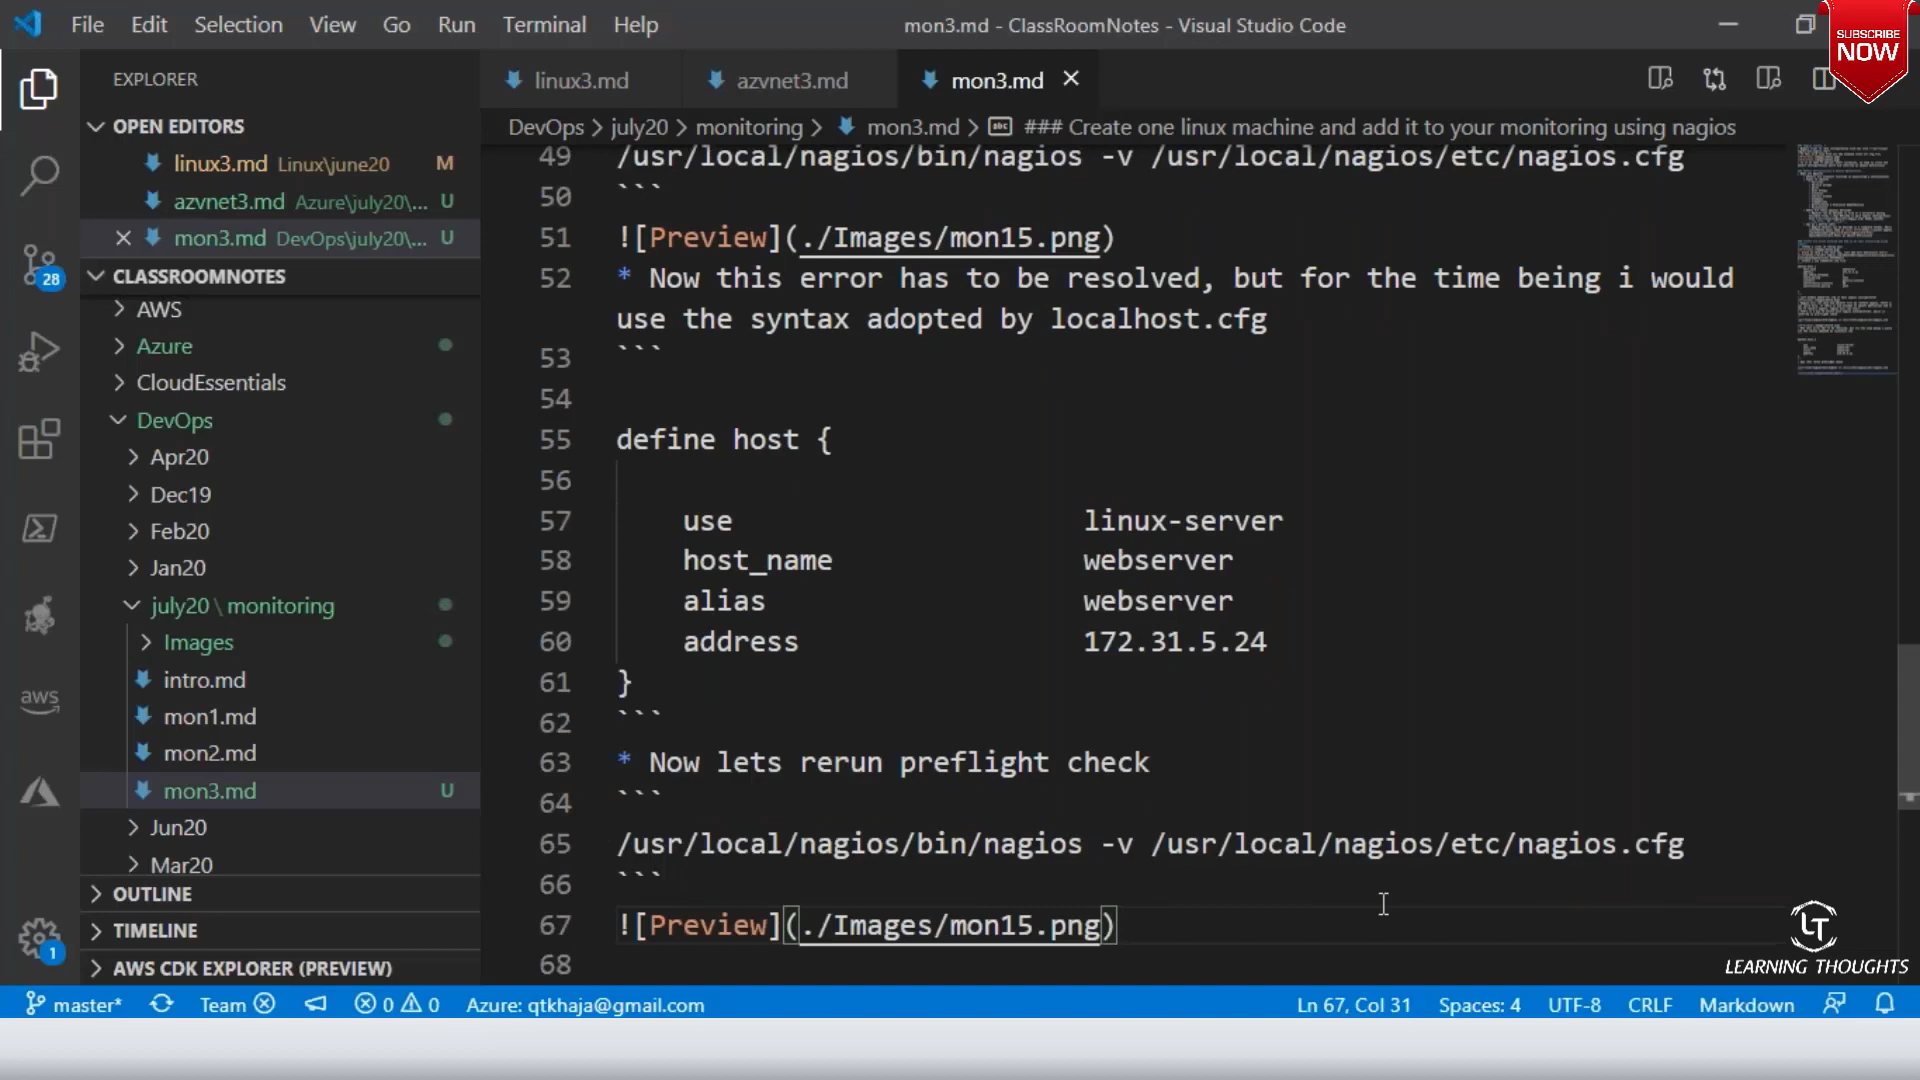 File Edit Selection View Go Run Terminal Help
mon3.md - ClassRoomNotes - Visual Studio Code
SUBSCRIBE
NOW
EXPLORER
linux3.md azvnet3.md mon3.md
OPEN EDITORS
DevOps > july20 > monitoring > mon3.md > abc ### Create one linux machine and add it to your monitoring using nagios
linux3.md Linux\june20 M
azvnet3.md Azure\july20\... U
mon3.md DevOps\july20\... U
28
CLASSROOMNOTES
AWS
Azure
CloudEssentials
DevOps
Apr20
Dec19
Feb20
Jan20
july20 \ monitoring
Images
intro.md
mon1.md
mon2.md
mon3.md U
Jun20
Mar20
OUTLINE
TIMELINE
AWS CDK EXPLORER (PREVIEW)
aws
1
49 /usr/local/nagios/bin/nagios -v /usr/local/nagios/etc/nagios.cfg
50 ```
51 ![Preview](./Images/mon15.png)
52 * Now this error has to be resolved, but for the time being i would
use the syntax adopted by localhost.cfg
53 ```
54
55 define host {
56
57 use linux-server
58 host_name webserver
59 alias webserver
60 address 172.31.5.24
61 }
62 ```
63 * Now lets rerun preflight check
64 ```
65 /usr/local/nagios/bin/nagios -v /usr/local/nagios/etc/nagios.cfg
66 ```
67 ![Preview](./Images/mon15.png)
68
LT
LEARNING THOUGHTS
master* Team 0 0 Azure: qtkhaja@gmail.com Ln 67, Col 31 Spaces: 4 UTF-8 CRLF Markdown